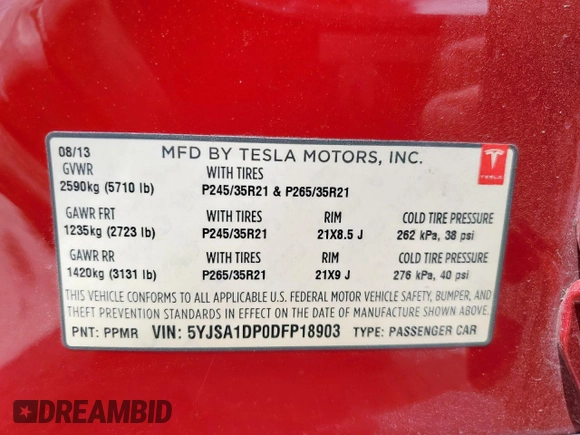 08/13 MFD BY TESLA MOTORS, INC. TESLA
GVWR WITH TIRES
2590kg (5710 lb) P245/35R21 & P265/35R21
GAWR FRT WITH TIRES RIM COLD TIRE PRESSURE
1235kg (2723 lb) P245/35R21 21X8.5 J 262 kPa, 38 psi
GAWR RR WITH TIRES RIM COLD TIRE PRESSURE
1420kg (3131 lb) P265/35R21 21X9 J 276 kPa, 40 psi
THIS VEHICLE CONFORMS TO ALL APPLICABLE U.S. FEDERAL MOTOR VEHICLE SAFETY, BUMPER, AND
THEFT PREVENTION STANDARDS IN EFFECT ON THE DATE OF MANUFACTURE SHOWN ABOVE.
PNT: PPMR VIN: 5YJSA1DP0DFP18903 TYPE: PASSENGER CAR
DREAMBID